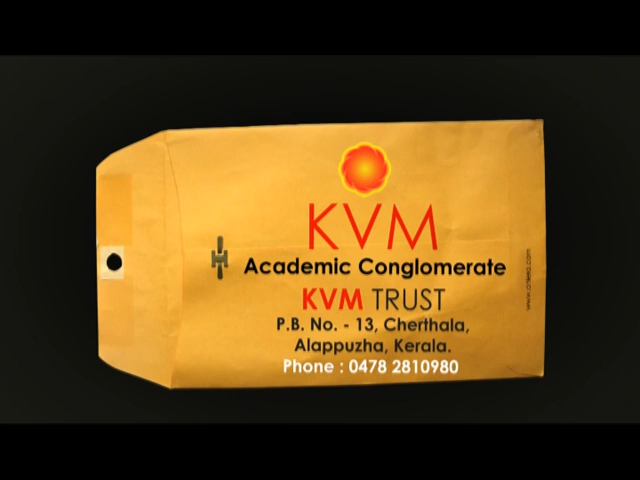 KVM
Academic Conglomerate
KVM TRUST
P.B. No. - 13, Cherthala,
Alappuzha, Kerala.
Phone : 0478 2810980